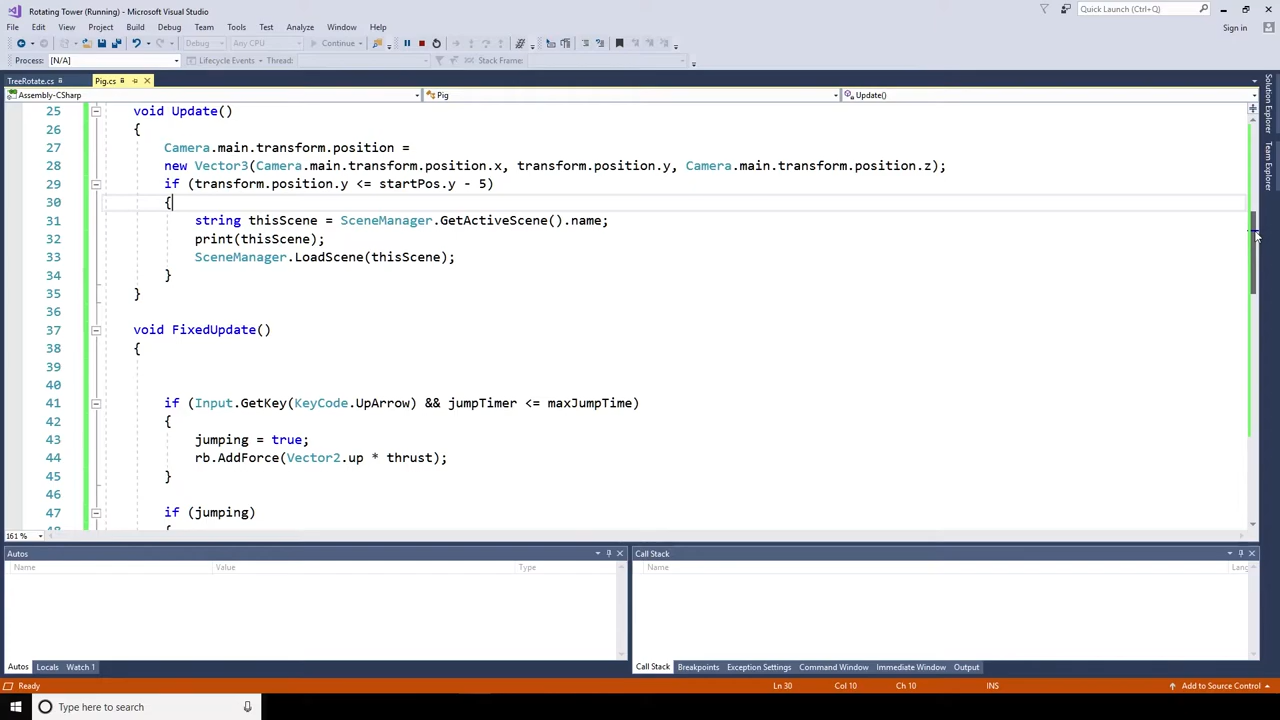 Rotating Tower (Running) - Microsoft Visual Studio
Quick Launch (Ctrl+Q)
File Edit View Project Build Debug Team Tools Test Analyze Window Help
Sign in
Debug Any CPU Continue
Process: [N/A] Lifecycle Events Thread: Stack Frame:
TreeRotate.cs Pig.cs
Assembly-CSharp Pig Update()
25 void Update()
26 {
27 Camera.main.transform.position =
28 new Vector3(Camera.main.transform.position.x, transform.position.y, Camera.main.transform.position.z);
29 if (transform.position.y <= startPos.y - 5)
30 {
31 string thisScene = SceneManager.GetActiveScene().name;
32 print(thisScene);
33 SceneManager.LoadScene(thisScene);
34 }
35 }
36
37 void FixedUpdate()
38 {
39
40
41 if (Input.GetKey(KeyCode.UpArrow) && jumpTimer <= maxJumpTime)
42 {
43 jumping = true;
44 rb.AddForce(Vector2.up * thrust);
45 }
46
47 if (jumping)
Solution Explorer
Team Explorer
161 %
Autos
Name Value Type
Call Stack
Name Lang
Autos Locals Watch 1
Call Stack Breakpoints Exception Settings Command Window Immediate Window Output
Ready Ln 30 Col 10 Ch 10 INS Add to Source Control
Type here to search